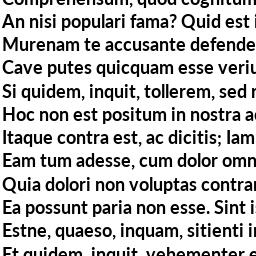 Comprehensum, quod cognitum
An nisi populari fama? Quid est
Murenam te accusante defende
Cave putes quicquam esse veriu
Si quidem, inquit, tollerem, sed
Hoc non est positum in nostra a
Itaque contra est, ac dicitis; Iam
Eam tum adesse, cum dolor omn
Quia dolori non voluptas contrar
Ea possunt paria non esse. Sint
Estne, quaeso, inquam, sitienti i
Et quidem, inquit, vehementer e